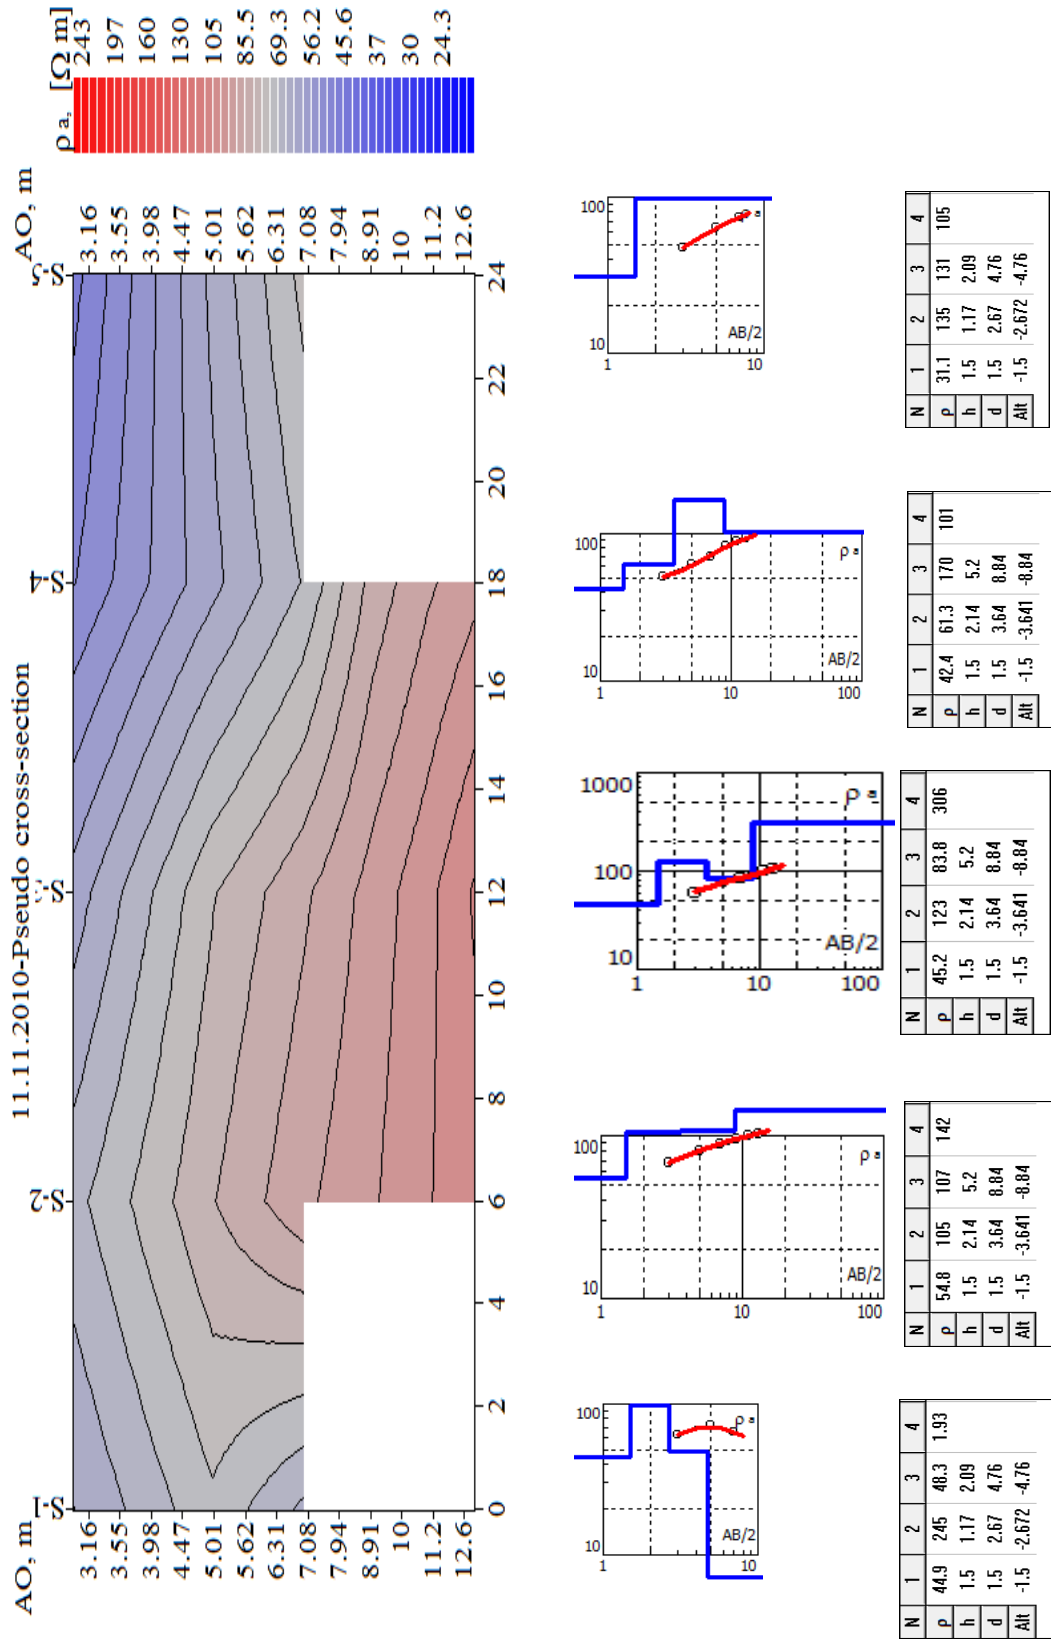 11.11.2010-Pseudo cross-section
AO, m
AO, m
ρa, [Ω m]
S-1
S-2
S-3
S-4
S-5
3.16
3.55
3.98
4.47
5.01
5.62
6.31
7.08
7.94
8.91
10
11.2
12.6
3.16
3.55
3.98
4.47
5.01
5.62
6.31
7.08
7.94
8.91
10
11.2
12.6
0 2 4 6 8 10 12 14 16 18 20 22 24
243
197
160
130
105
85.5
69.3
56.2
45.6
37
30
24.3
100
ρ a
AB/2
10
1 10
100
ρ a
AB/2
10
1 10 100
1000
ρ a
100
AB/2
10
1 10 100
100
ρ a
AB/2
10
1 10 100
100
a
AB/2
10
1 10
N 1 2 3 4
ρ 44.9 245 48.3 1.93
h 1.5 1.17 2.09
d 1.5 2.67 4.76
Alt -1.5 -2.672 -4.76
N 1 2 3 4
ρ 54.8 105 107 142
h 1.5 2.14 5.2
d 1.5 3.64 8.84
Alt -1.5 -3.641 -8.84
N 1 2 3 4
ρ 45.2 123 83.8 306
h 1.5 2.14 5.2
d 1.5 3.64 8.84
Alt -1.5 -3.641 -8.84
N 1 2 3 4
ρ 42.4 61.3 170 101
h 1.5 2.14 5.2
d 1.5 3.64 8.84
Alt -1.5 -3.641 -8.84
N 1 2 3 4
ρ 31.1 135 131 105
h 1.5 1.17 2.09
d 1.5 2.67 4.76
Alt -1.5 -2.672 -4.76